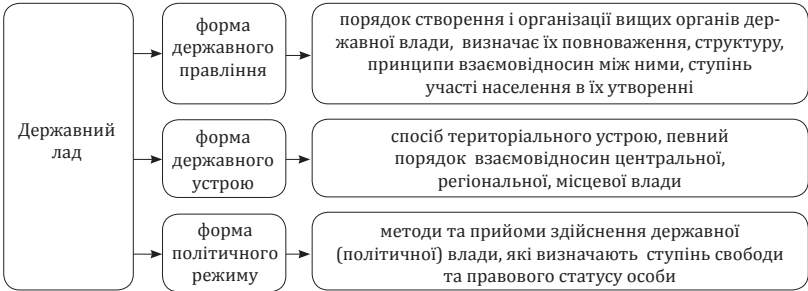 Державний
лад
форма
державного
правління
порядок створення і організації вищих органів дер-
жавної влади, визначає їх повноваження, структуру,
принципи взаємовідносин між ними, ступінь
участі населення в їх утворенні
форма
державного
устрою
спосіб територіального устрою, певний
порядок взаємовідносин центральної,
регіональної, місцевої влади
форма
політичного
режиму
методи та прийоми здійснення державної
(політичної) влади, які визначають ступінь свободи
та правового статусу особи